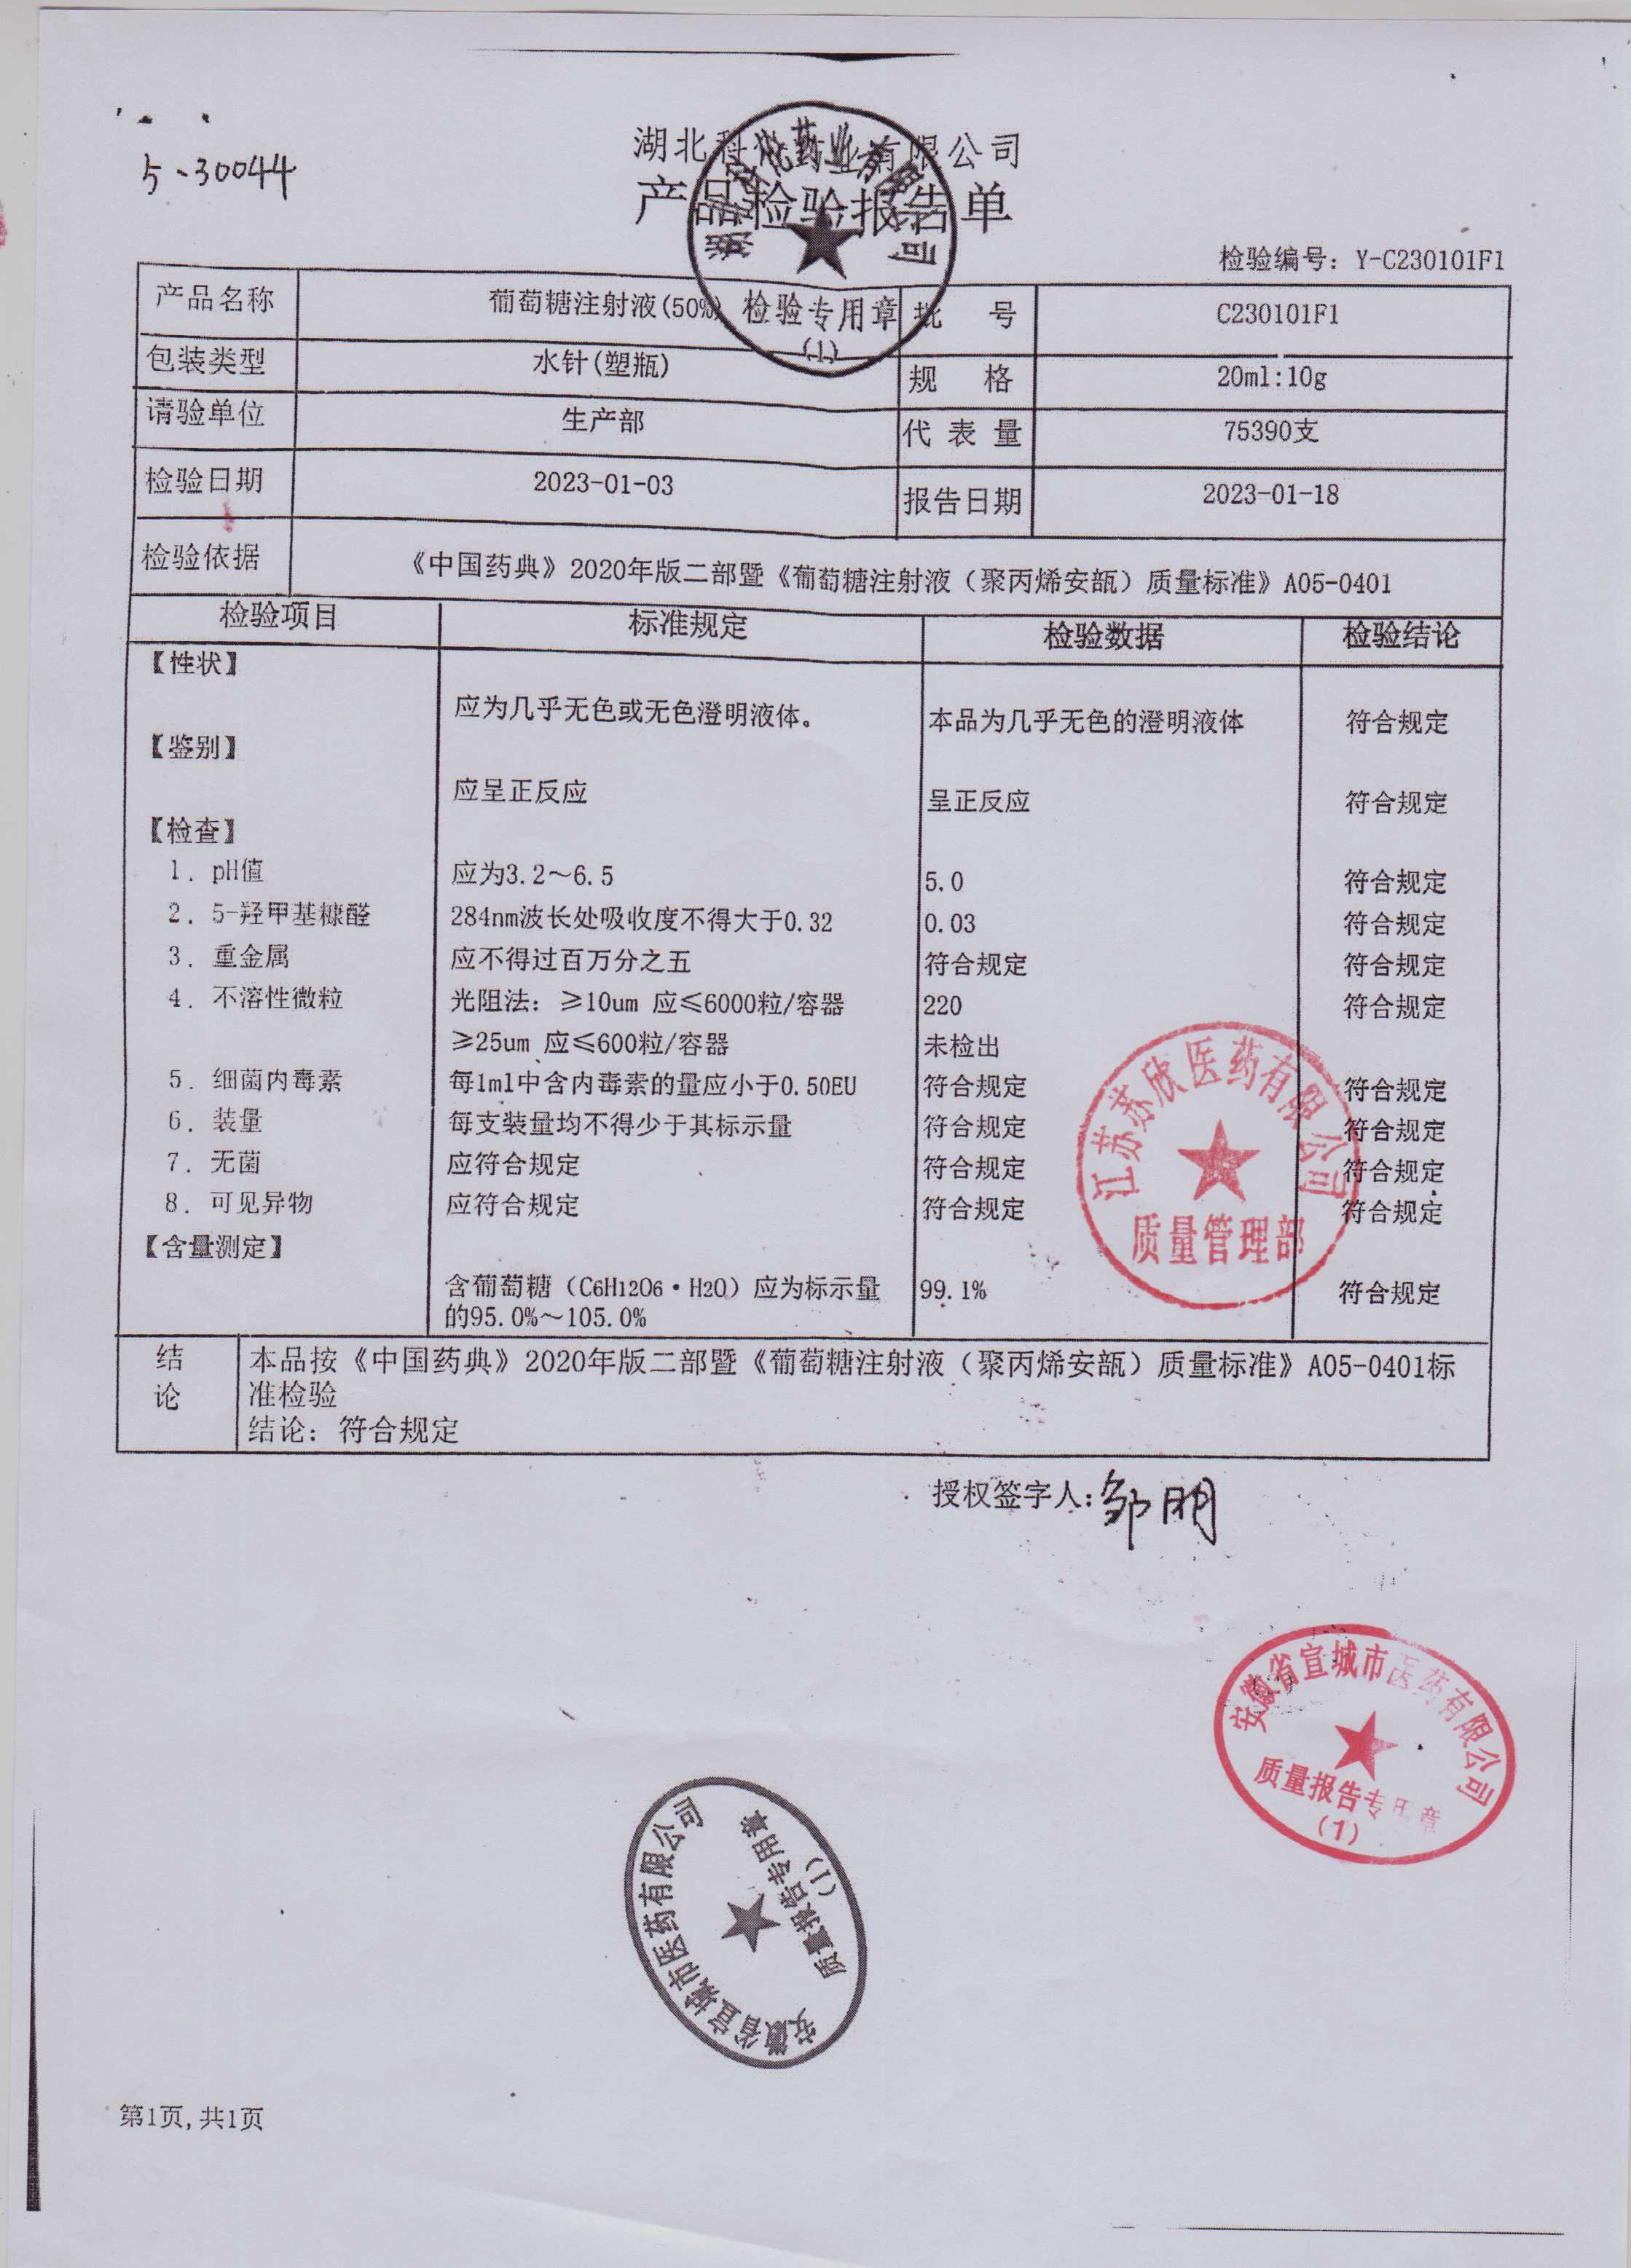 5-30044
湖北科伦药业有限公司
产品检验报告单
检验专用章
(1)
检验编号：Y-C230101F1
产品名称 葡萄糖注射液(50%) 批 号 C230101F1
包装类型 水针(塑瓶) 规 格 20ml:10g
请验单位 生产部 代 表 量 75390支
检验日期 2023-01-03 报告日期 2023-01-18
检验依据 《中国药典》2020年版二部暨《葡萄糖注射液（聚丙烯安瓿）质量标准》A05-0401
检验项目 标准规定 检验数据 检验结论
【性状】
应为几乎无色或无色澄明液体。 本品为几乎无色的澄明液体 符合规定
【鉴别】
应呈正反应 呈正反应 符合规定
【检查】
1. pH值 应为3.2～6.5 5.0 符合规定
2. 5-羟甲基糠醛 284nm波长处吸收度不得大于0.32 0.03 符合规定
3. 重金属 应不得过百万分之五 符合规定 符合规定
4. 不溶性微粒 光阻法：≥10um 应≤6000粒/容器 220 符合规定
≥25um 应≤600粒/容器 未检出
5. 细菌内毒素 每1ml中含内毒素的量应小于0.50EU 符合规定 符合规定
6. 装量 每支装量均不得少于其标示量 符合规定 符合规定
7. 无菌 应符合规定 符合规定 符合规定
8. 可见异物 应符合规定 符合规定 符合规定
【含量测定】
含葡萄糖（C6H12O6·H2O）应为标示量 99.1% 符合规定
的95.0%～105.0%
江苏苏欣医药有限公司
质量管理部
结论 本品按《中国药典》2020年版二部暨《葡萄糖注射液（聚丙烯安瓿）质量标准》A05-0401标
准检验
结论：符合规定
授权签字人：邹明
安徽省宣城市医药有限公司
质量报告专用章
(1)
安徽省宣城市医药有限公司
质量报告专用章
(1)
第1页,共1页